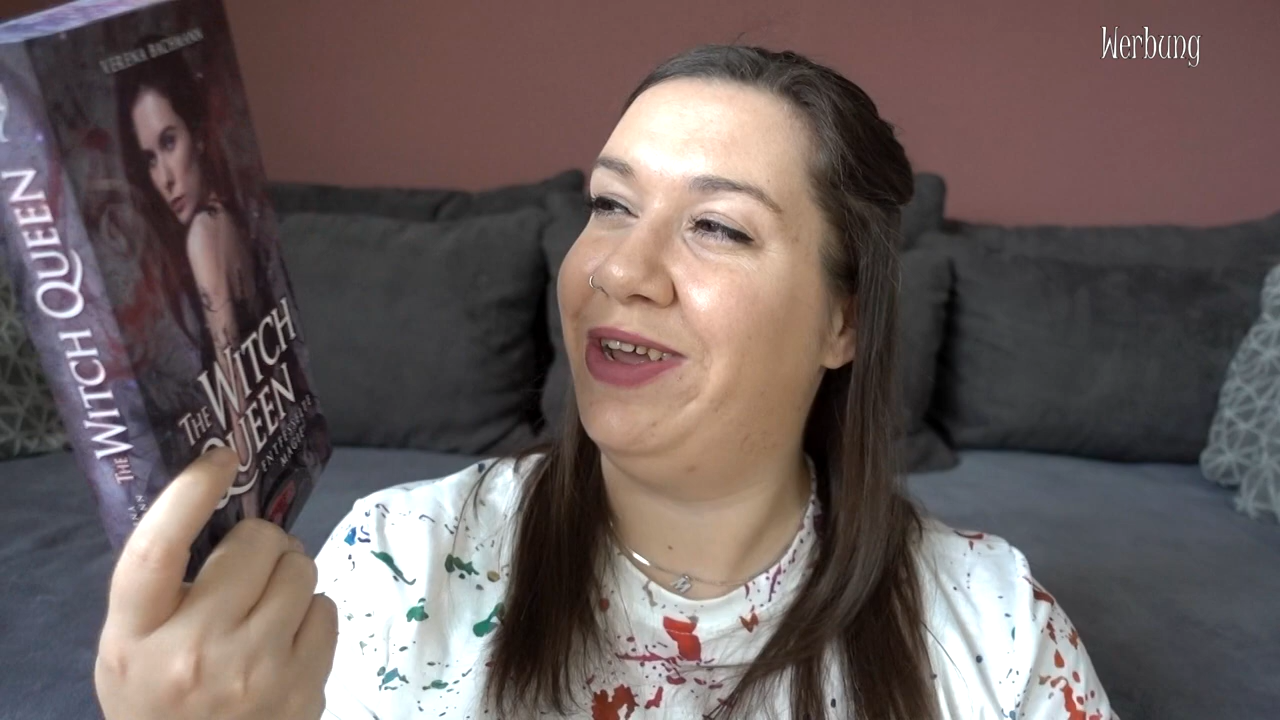 Werbung
VERENA BACHMANN
THE WITCH QUEEN
THE WITCH
QUEEN
ENTFESSELTE
MAGIE